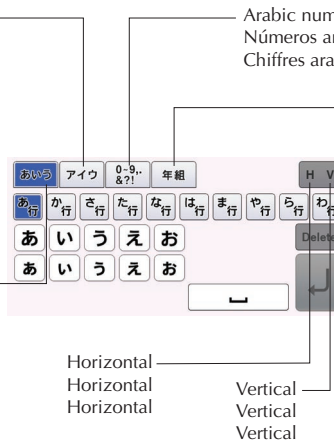 Arabic num
Números ar
Chiffres ara
あいう アイウ 0-9,. &?! 年組 H V
あ行 か行 さ行 た行 な行 は行 ま行 や行 ら行 わ行
あ い う え お Delete
あ い う え お
Horizontal
Horizontal
Horizontal
Vertical
Vertical
Vertical